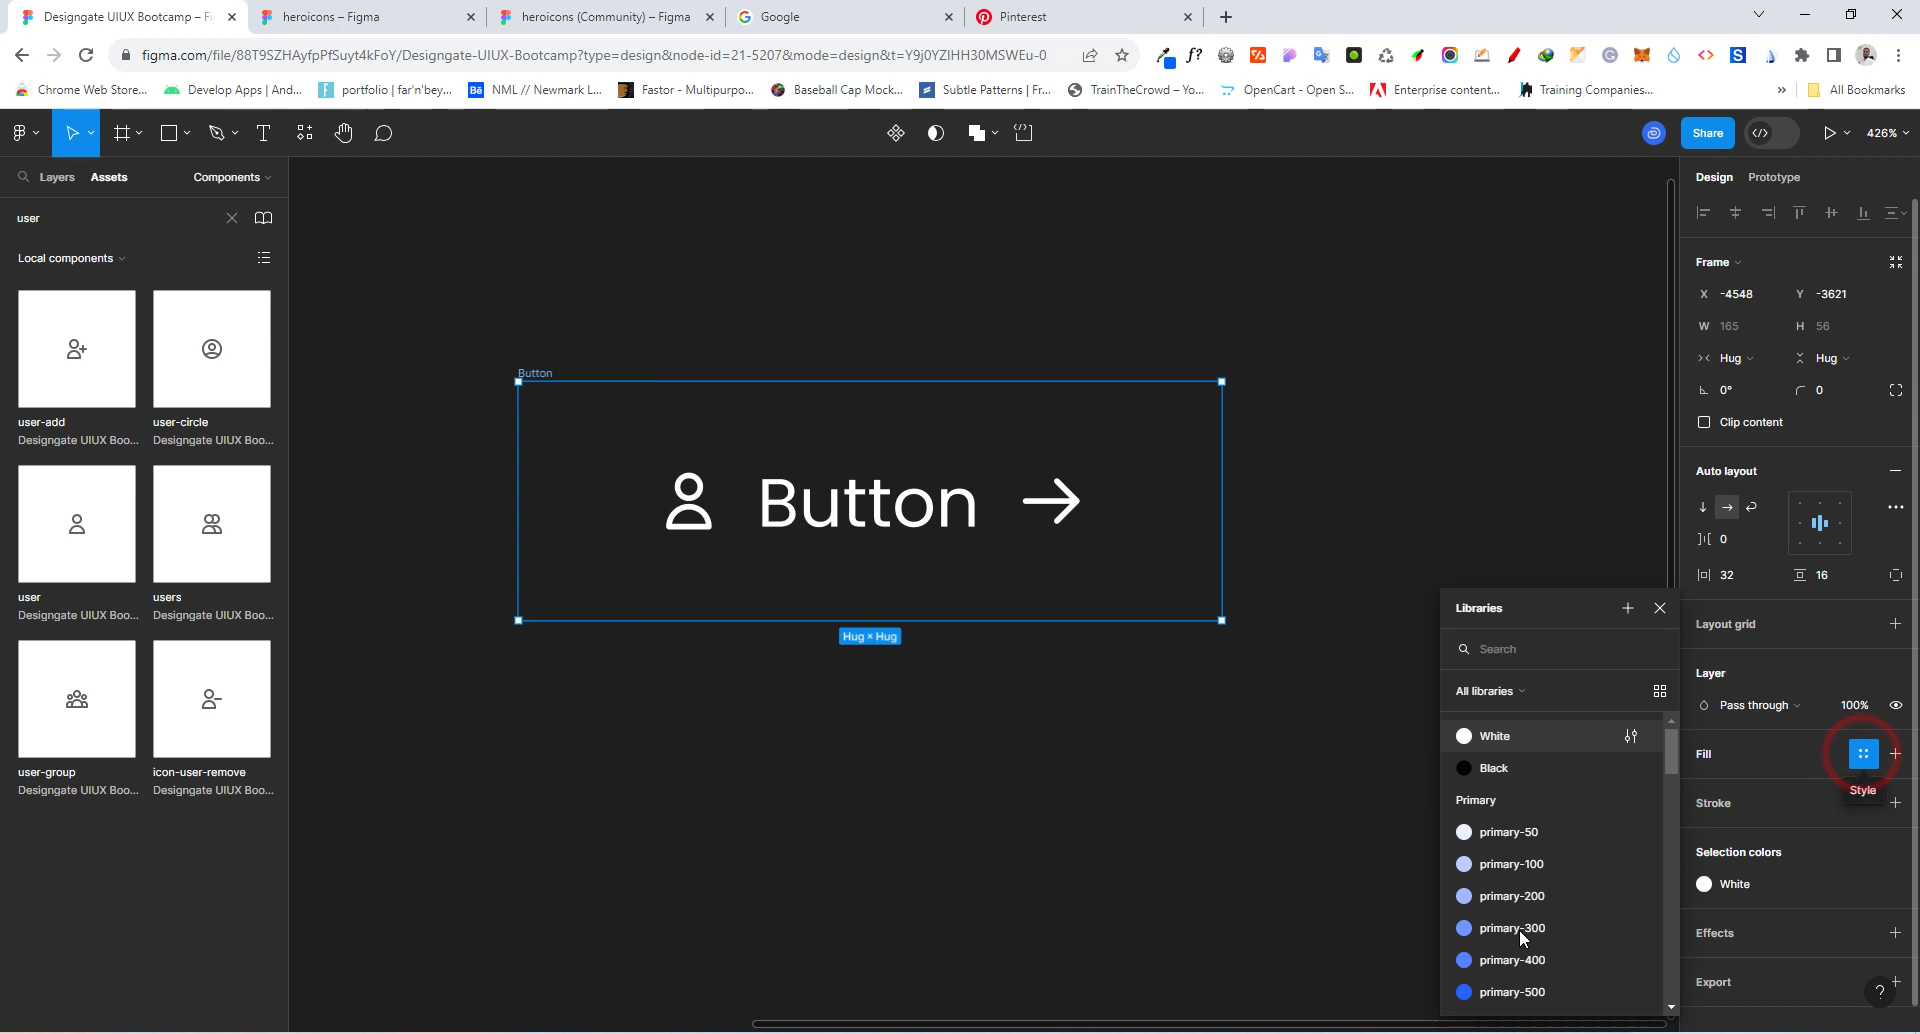 Designgate UIUX Bootcamp – Fi
heroicons – Figma
heroicons (Community) – Figma
Google
Pinterest
figma.com/file/88T9SZHAyfpPfSuyt4kFoY/Designgate-UIUX-Bootcamp?type=design&node-id=21-5207&mode=design&t=Y9j0YZIHH30MSWEu-0
Chrome Web Store...
Develop Apps | And...
portfolio | far'n'bey...
NML // Newmark L...
Fastor - Multipurpo...
Baseball Cap Mock...
Subtle Patterns | Fr...
TrainTheCrowd – Yo...
OpenCart - Open S...
Enterprise content...
Training Companies...
»
All Bookmarks
Share
426%
Layers
Assets
Components
Design
Prototype
user
Local components
user-add
Designgate UIUX Boo...
user-circle
Designgate UIUX Boo...
user
Designgate UIUX Boo...
users
Designgate UIUX Boo...
user-group
Designgate UIUX Boo...
icon-user-remove
Designgate UIUX Boo...
Button
Button
Hug × Hug
Libraries
Search
All libraries
White
Black
Primary
primary-50
primary-100
primary-200
primary-300
primary-400
primary-500
Frame
X -4548
Y -3621
W 165
H 56
Hug
Hug
0°
0
Clip content
Auto layout
0
32
16
Layout grid
Layer
Pass through
100%
Fill
Style
Stroke
Selection colors
White
Effects
Export
?